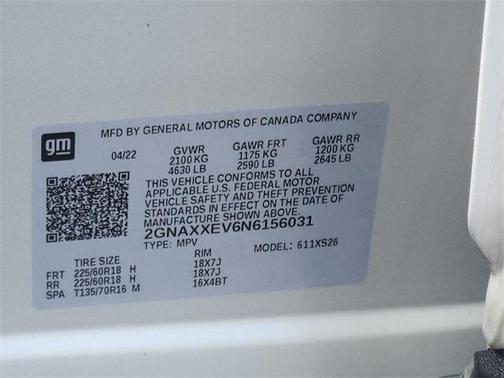 MFD BY GENERAL MOTORS OF CANADA COMPANY
gm
04/22 GVWR GAWR FRT GAWR RR
2100 KG 1175 KG 1200 KG
4630 LB 2590 LB 2645 LB
THIS VEHICLE CONFORMS TO ALL
APPLICABLE U.S. FEDERAL MOTOR
VEHICLE SAFETY AND THEFT PREVENTION
STANDARDS IN EFFECT ON THE DATE OF
MANUFACTURE SHOWN ABOVE.
2GNAXXEV6N6156031
TYPE: MPV MODEL: 611XS26
TIRE SIZE RIM
FRT 225/60R18 H 18X7J
RR 225/60R18 H 18X7J
SPA T135/70R16 M 16X4BT